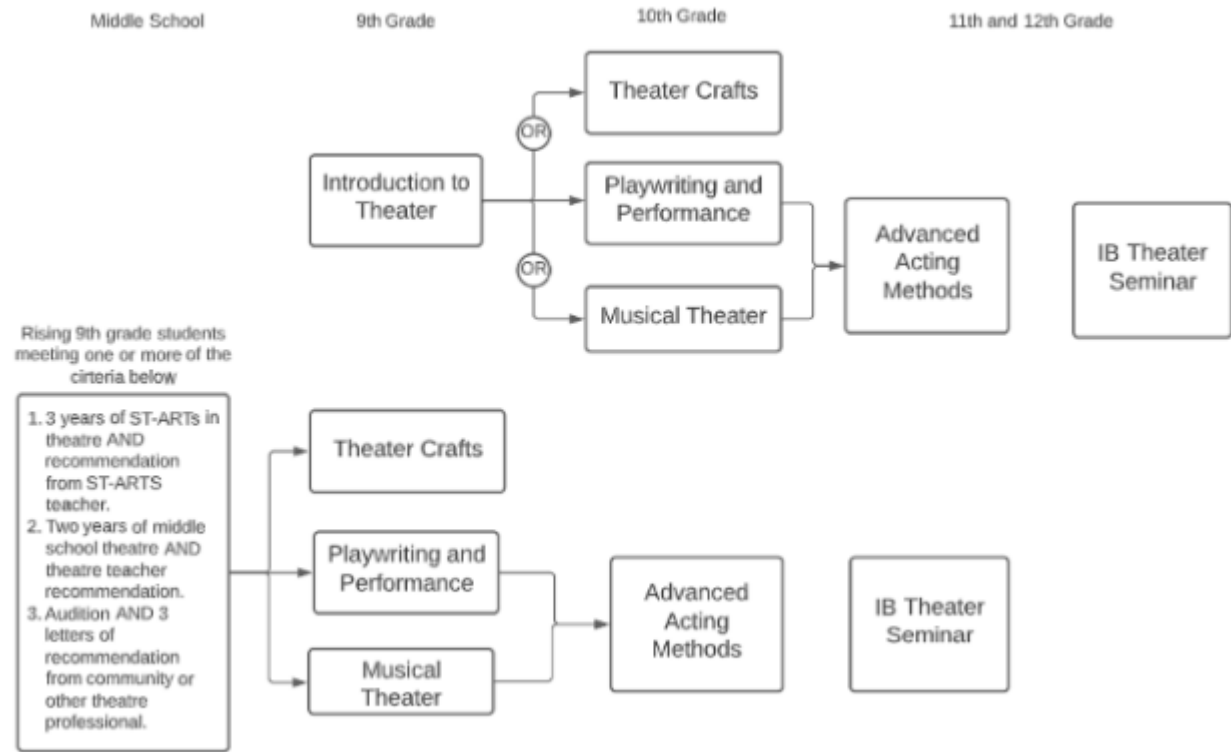 Middle School
9th Grade
10th Grade
11th and 12th Grade
Theater Crafts
OR
Introduction to
Theater
Playwriting and
Performance
OR
Musical Theater
Advanced
Acting
Methods
IB Theater
Seminar
Rising 9th grade students
meeting one or more of the
cirteria below
1. 3 years of ST-ARTs in
theatre AND
recommendation
from ST-ARTS
teacher.
2. Two years of middle
school theatre AND
theatre teacher
recommendation.
3. Audition AND 3
letters of
recommendation
from community or
other theatre
professional.
Theater Crafts
Playwriting and
Performance
Musical
Theater
Advanced
Acting
Methods
IB Theater
Seminar